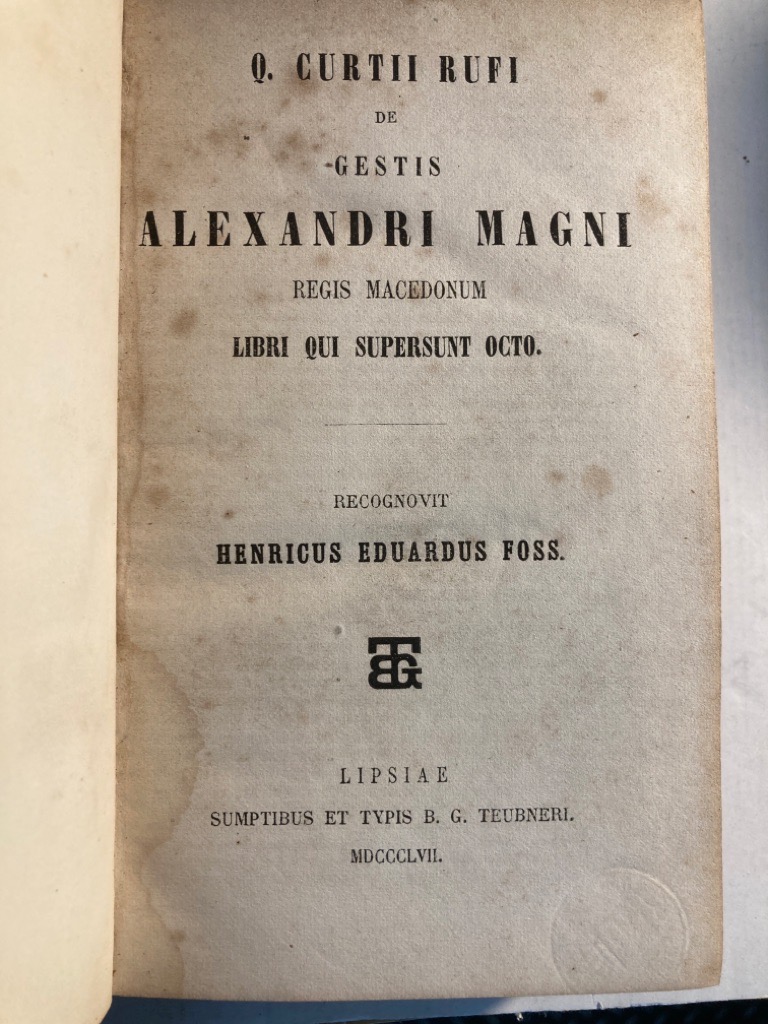 Q. CURTII RUFI
DE
GESTIS
ALEXANDRI MAGNI
REGIS MACEDONUM
LIBRI QUI SUPERSUNT OCTO.
RECOGNOVIT
HENRICUS EDUARDUS FOSS.
BTG
LIPSIAE
SUMPTIBUS ET TYPIS B. G. TEUBNERI.
MDCCCLVII.